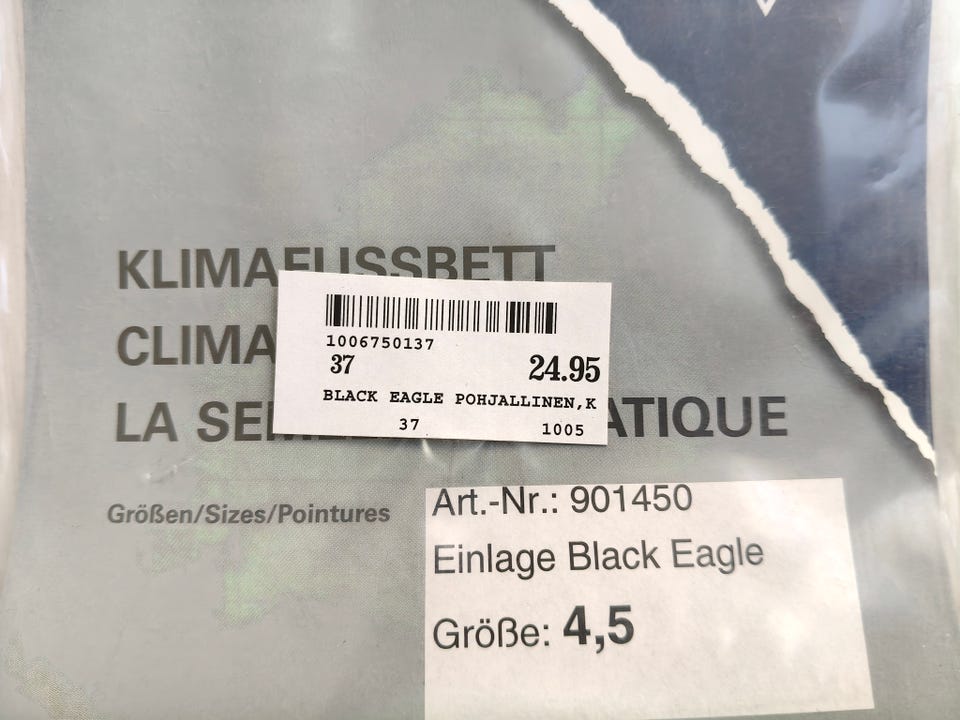 KLIMAFUSSBETT
CLIMA
LA SEM ATIQUE
1006750137
37 24.95
BLACK EAGLE POHJALLINEN,K
37 1005
Größen/Sizes/Pointures
Art.-Nr.: 901450
Einlage Black Eagle
Größe: 4,5